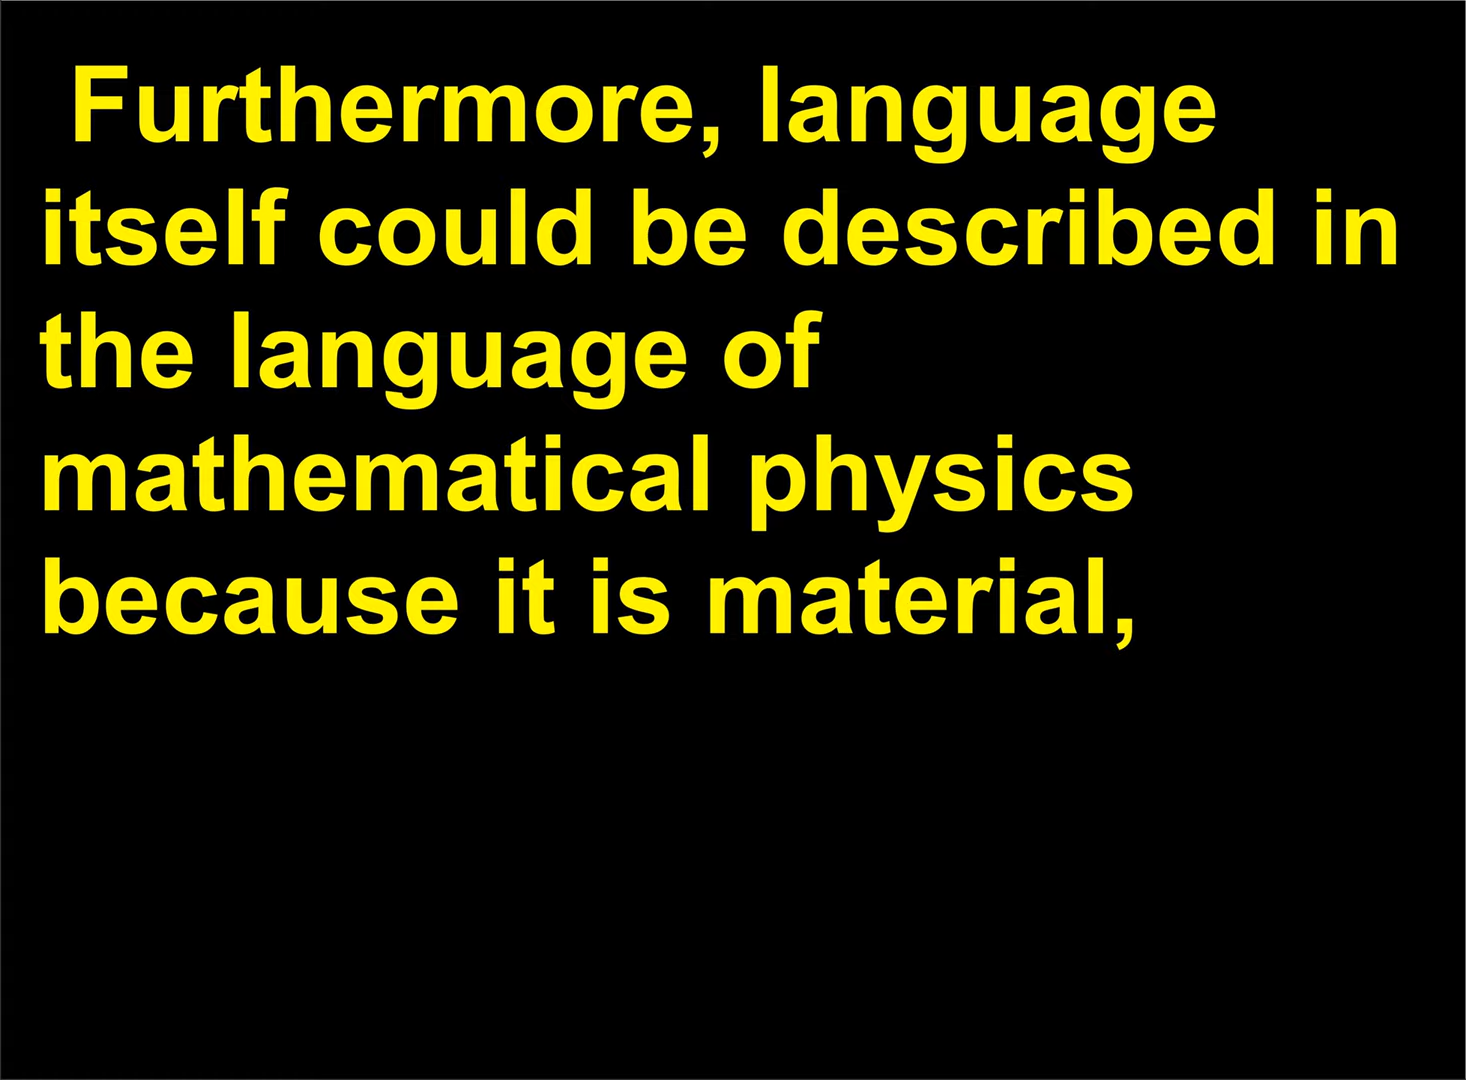 Furthermore, language
itself could be described in
the language of
mathematical physics
because it is material,